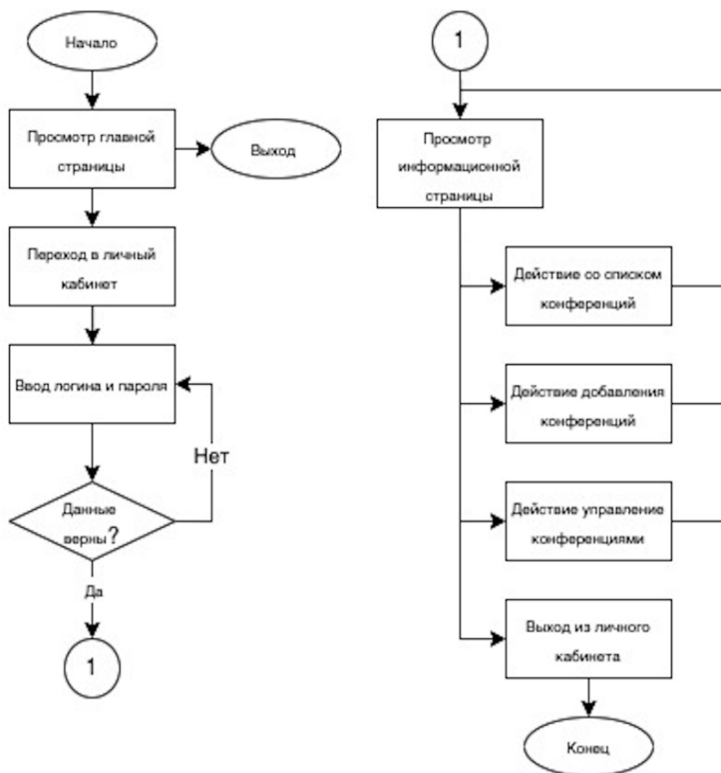 Начало
Просмотр главной
страницы
Выход
Переход в личный
кабинет
Ввод логина и пароля
Нет
Данные
верны?
Да
1
1
Просмотр
информационной
страницы
Действие со списком
конференций
Действие добавления
конференций
Действие управление
конференциями
Выход из личного
кабинета
Конец